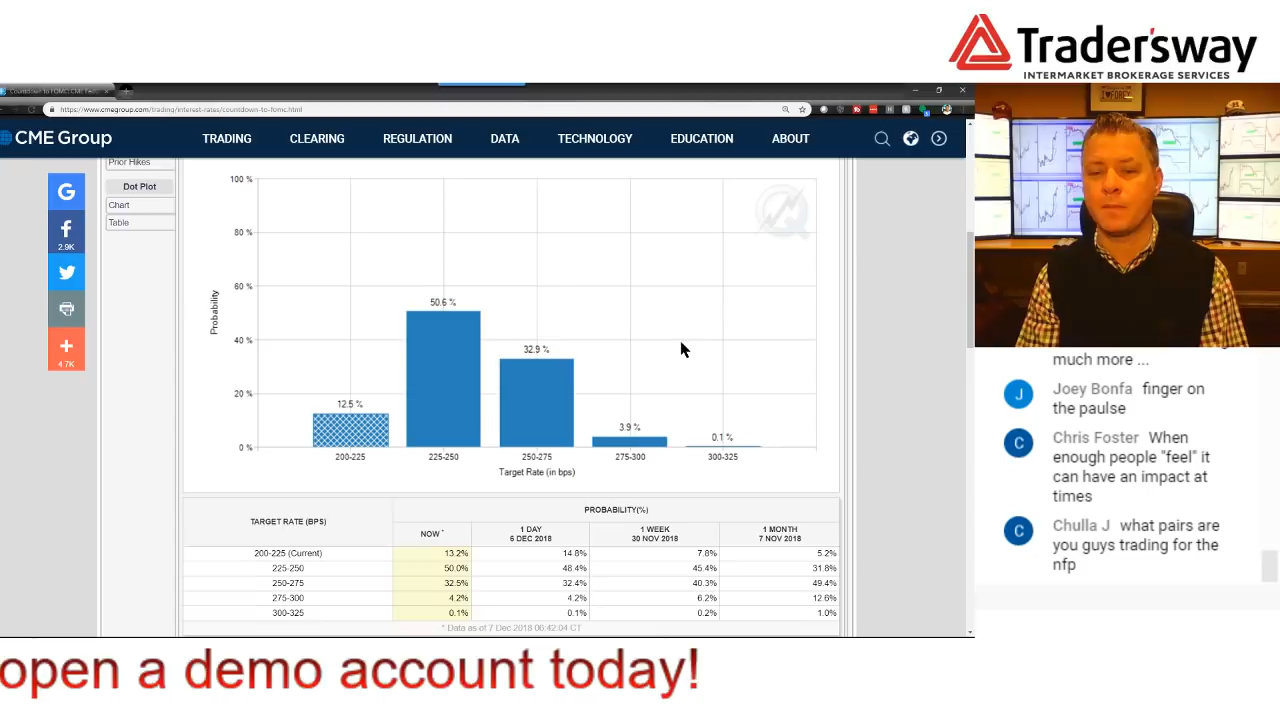 Trader'sway
INTERMARKET BROKERAGE SERVICES
https://www.cmegroup.com/trading/interest-rates/countdown-to-fomc.html
CME Group
TRADING CLEARING REGULATION DATA TECHNOLOGY EDUCATION ABOUT
Prior Hikes
Dot Plot
Chart
Table
G
f
2.9K
+
4.7K
100 %
80 %
60 %
40 %
20 %
0 %
Probability
12.5 %
50.6 %
32.9 %
3.9 %
0.1 %
200-225 225-250 250-275 275-300 300-325
Target Rate (in bps)
TARGET RATE (BPS) PROBABILITY(%)
NOW * 1 DAY 1 WEEK 1 MONTH
6 DEC 2018 30 NOV 2018 7 NOV 2018
200-225 (Current) 13.2% 14.8% 7.8% 5.2%
225-250 50.0% 48.4% 45.4% 31.8%
250-275 32.5% 32.4% 40.3% 49.4%
275-300 4.2% 4.2% 6.2% 12.6%
300-325 0.1% 0.1% 0.2% 1.0%
* Data as of 7 Dec 2018 06:42:04 CT
much more ...
J Joey Bonfa finger on
the paulse
C Chris Foster When
enough people "feel" it
can have an impact at
times
C Chulla J what pairs are
you guys trading for the
nfp
open a demo account today!